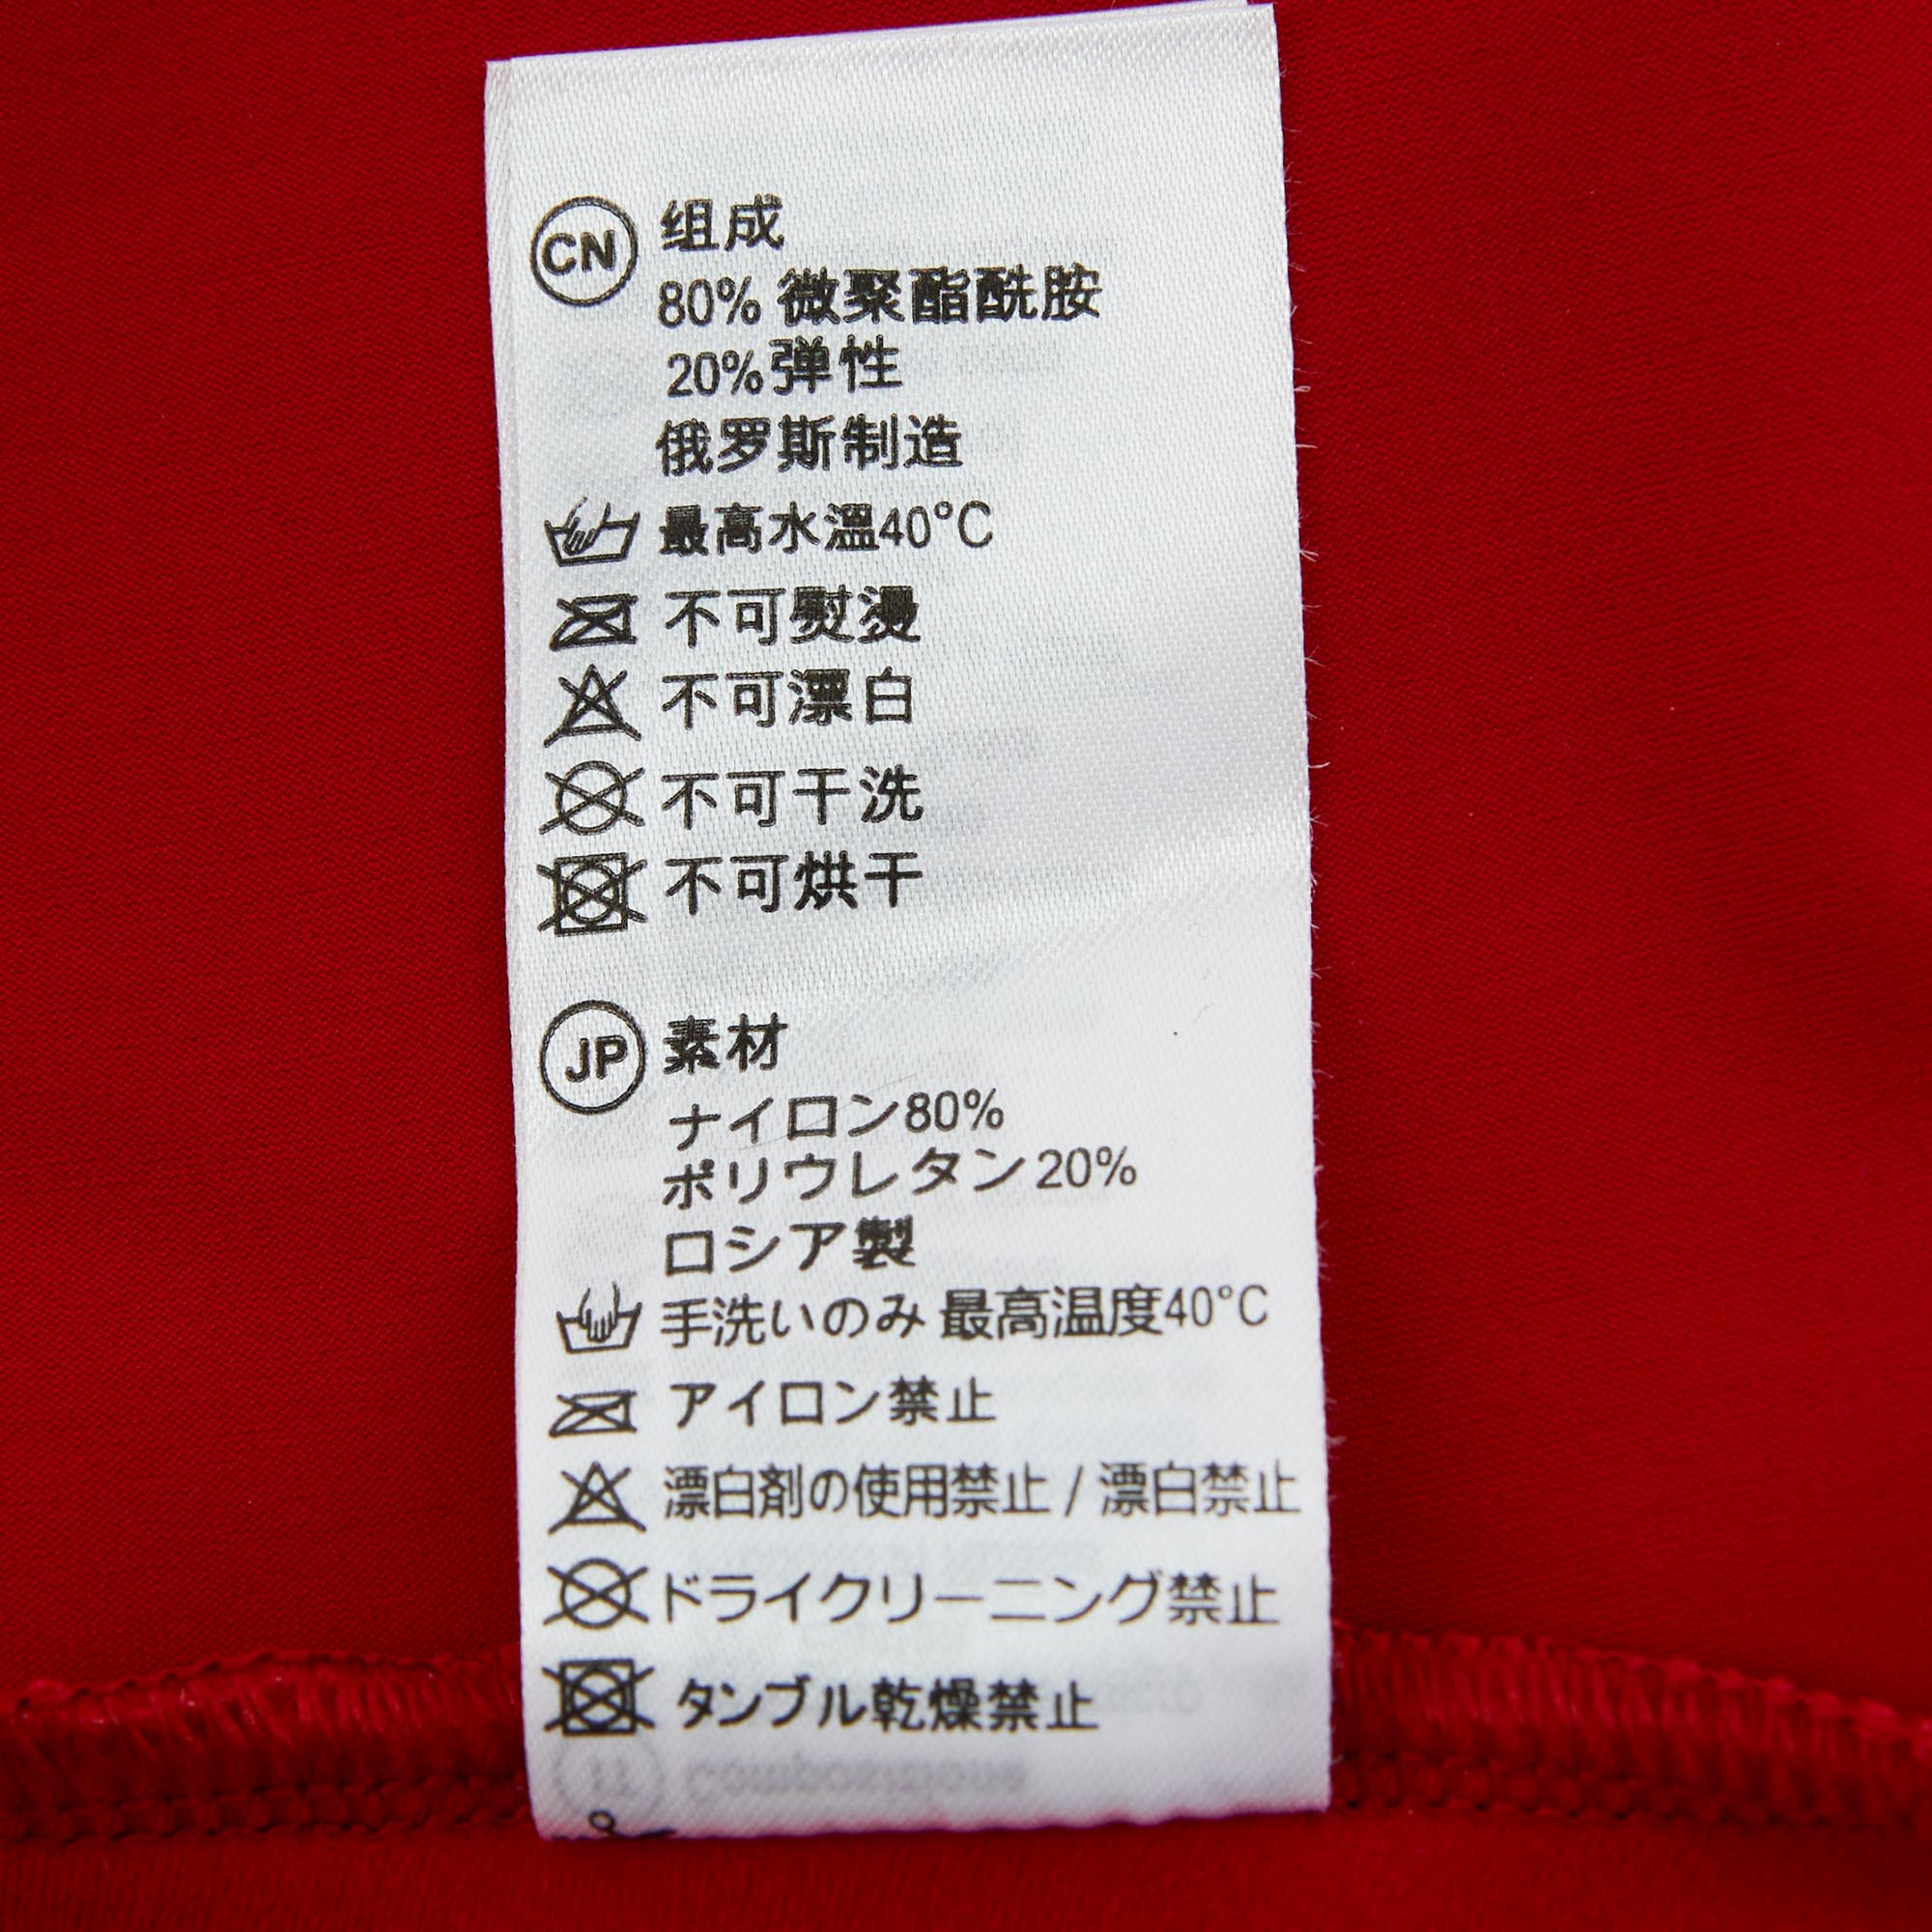 CN 组成
80% 微聚酯酰胺
20%弹性
俄罗斯制造
最高水溫40°C
不可熨燙
不可漂白
不可干洗
不可烘干
JP 素材
ナイロン80%
ポリウレタン20%
ロシア製
手洗いのみ 最高温度40°C
アイロン禁止
漂白剤の使用禁止 / 漂白禁止
ドライクリーニング禁止
タンブル乾燥禁止